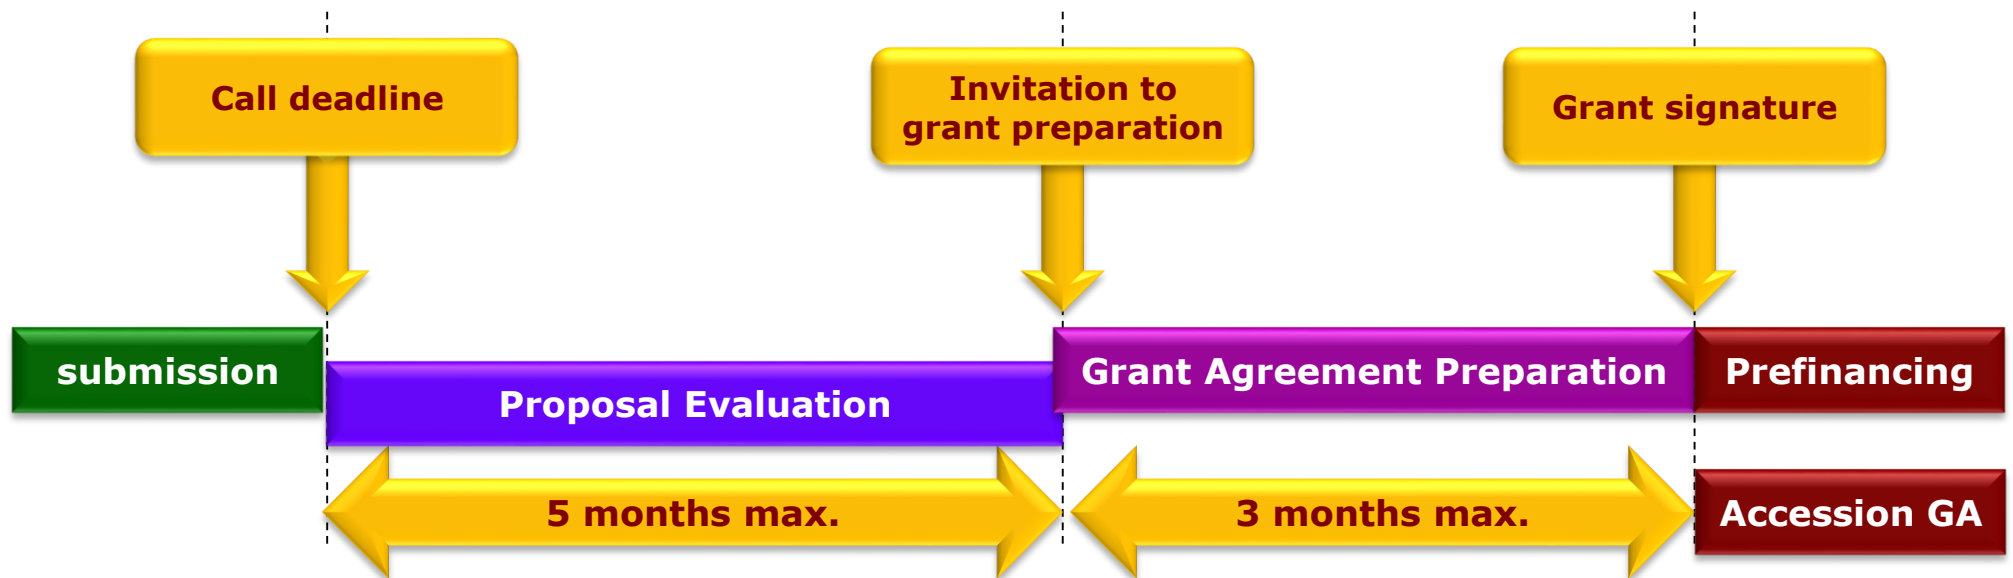 Call deadline
Invitation to
grant preparation
Grant signature
submission
Proposal Evaluation
Grant Agreement Preparation
Prefinancing
5 months max.
3 months max.
Accession GA